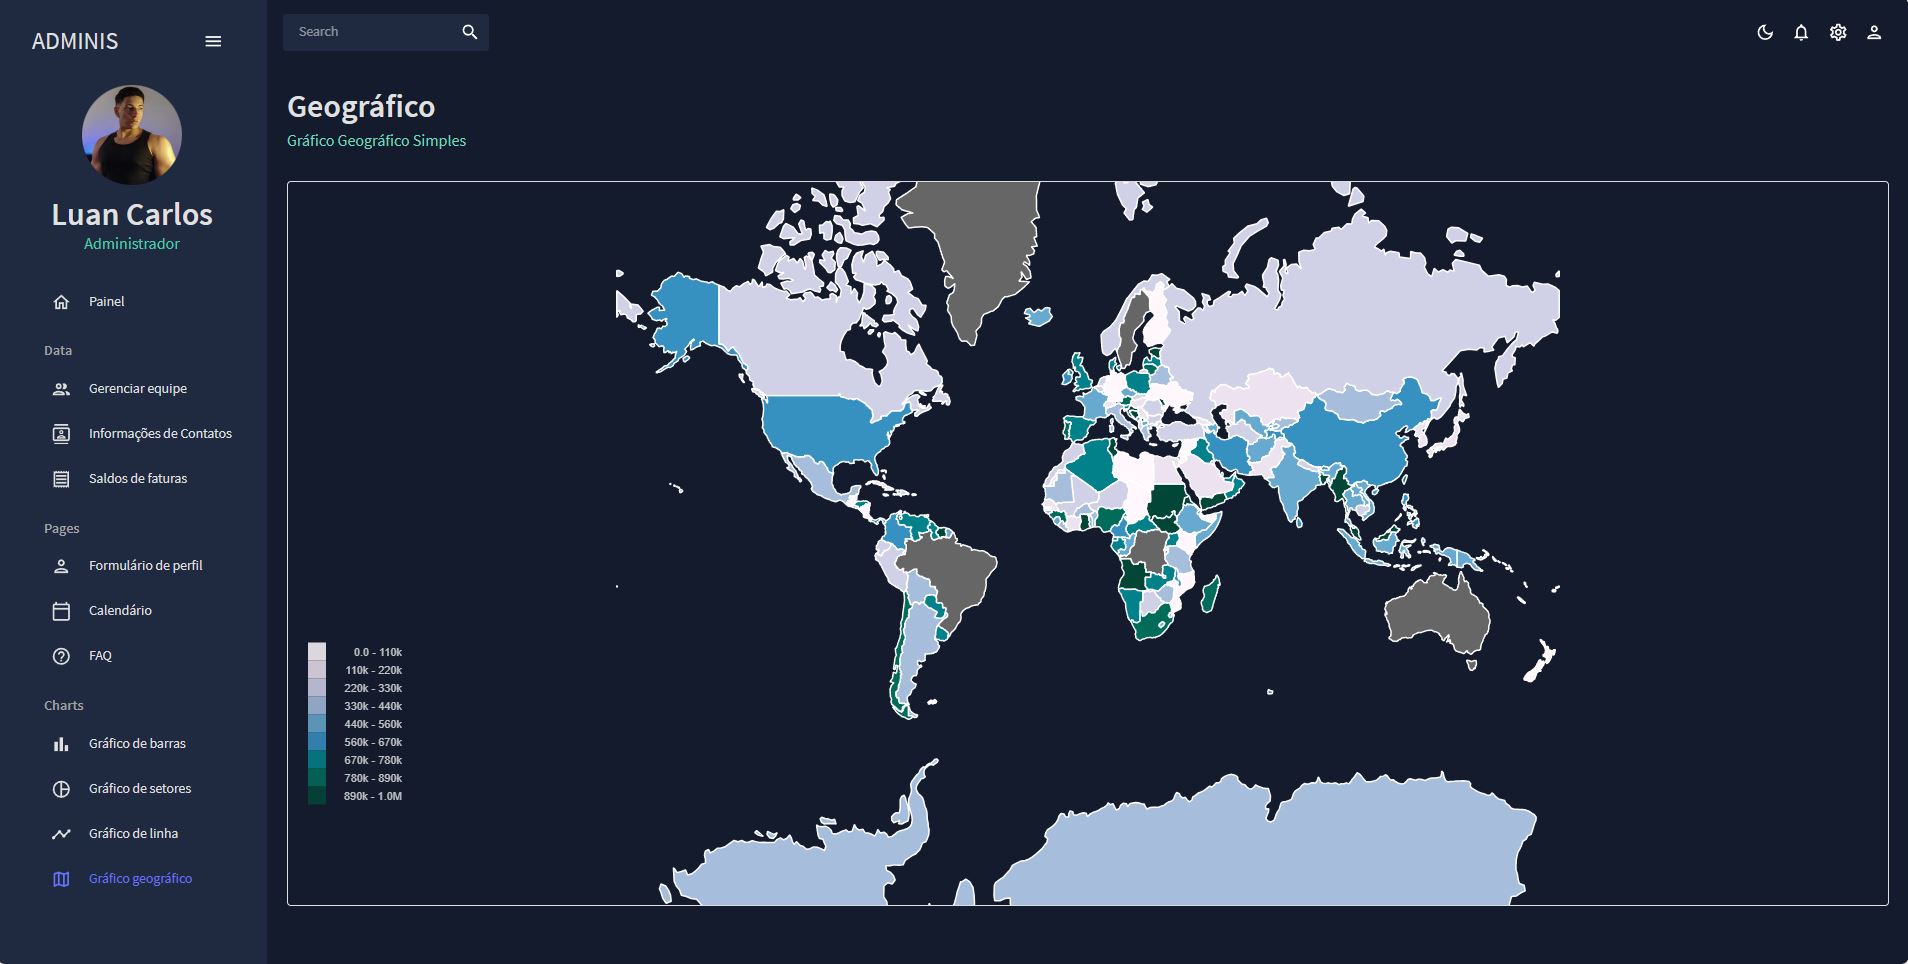 ADMINIS
Search
Luan Carlos
Administrador
Painel
Data
Gerenciar equipe
Informações de Contatos
Saldos de faturas
Pages
Formulário de perfil
Calendário
FAQ
Charts
Gráfico de barras
Gráfico de setores
Gráfico de linha
Gráfico geográfico
Geográfico
Gráfico Geográfico Simples
0.0 - 110k
110k - 220k
220k - 330k
330k - 440k
440k - 560k
560k - 670k
670k - 780k
780k - 890k
890k - 1.0M